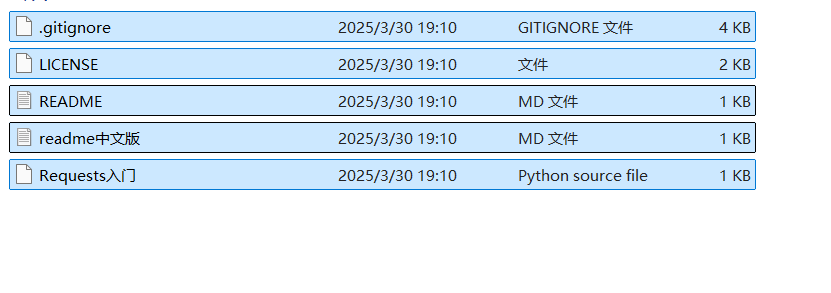 .gitignore 2025/3/30 19:10 GITIGNORE 文件 4 KB
LICENSE 2025/3/30 19:10 文件 2 KB
README 2025/3/30 19:10 MD 文件 1 KB
readme中文版 2025/3/30 19:10 MD 文件 1 KB
Requests入门 2025/3/30 19:10 Python source file 1 KB